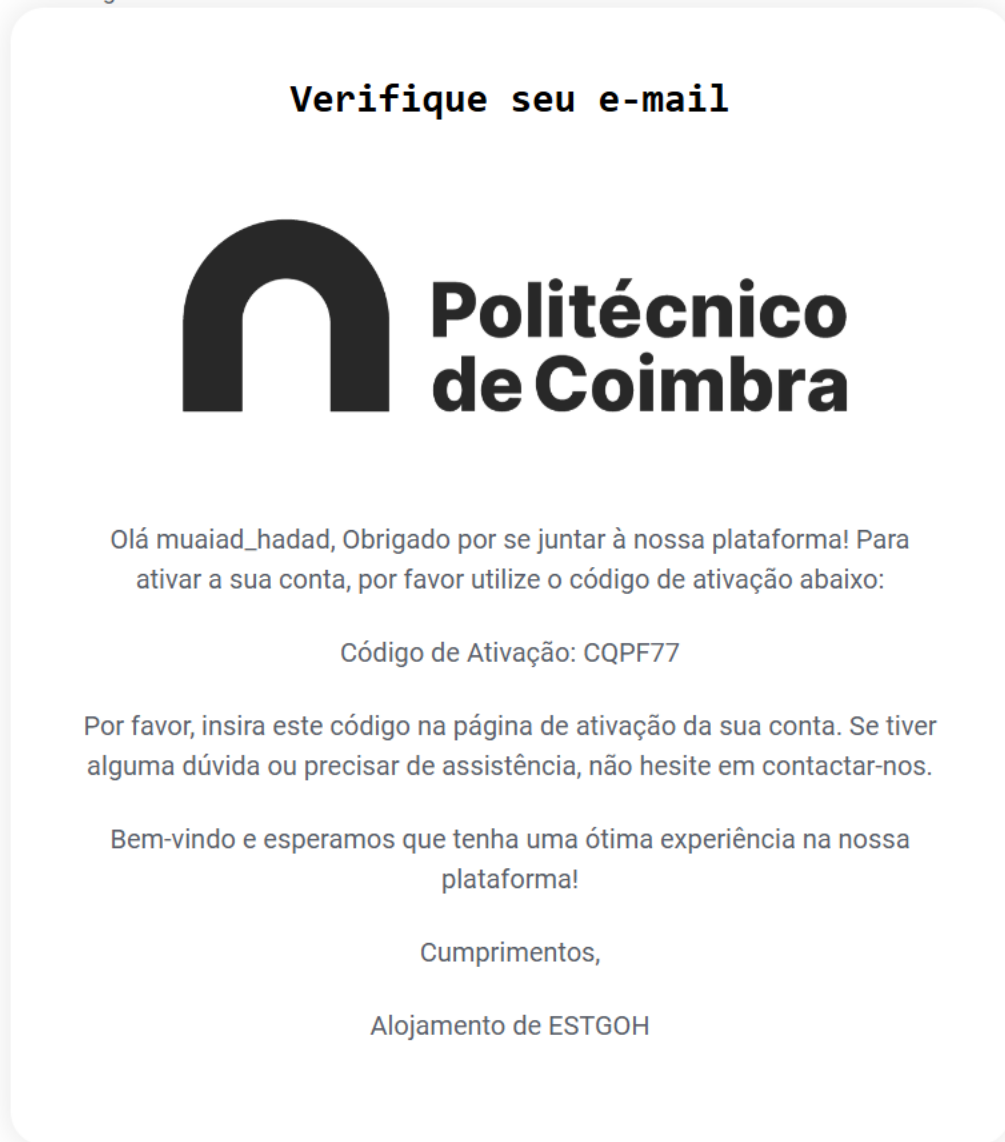 Verifique seu e-mail
Politécnico
de Coimbra
Olá muaiad_hadad, Obrigado por se juntar à nossa plataforma! Para
ativar a sua conta, por favor utilize o código de ativação abaixo:
Código de Ativação: CQPF77
Por favor, insira este código na página de ativação da sua conta. Se tiver
alguma dúvida ou precisar de assistência, não hesite em contactar-nos.
Bem-vindo e esperamos que tenha uma ótima experiência na nossa
plataforma!
Cumprimentos,
Alojamento de ESTGOH